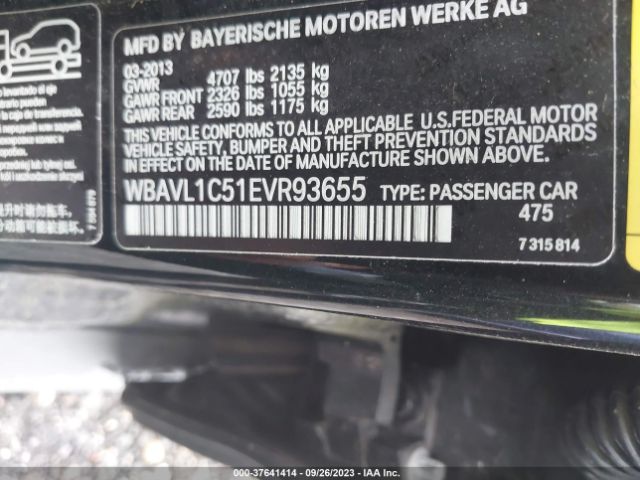 MFD BY BAYERISCHE MOTOREN WERKE AG
03-2013
GVWR 4707 lbs 2135 kg
GAWR FRONT 2326 lbs 1055 kg
GAWR REAR 2590 lbs 1175 kg
THIS VEHICLE CONFORMS TO ALL APPLICABLE U.S.FEDERAL MOTOR
VEHICLE SAFETY, BUMPER AND THEFT PREVENTION STANDARDS
IN EFFECT ON THE DATE OF MANUFACTURE SHOWN ABOVE.
WBAVL1C51EVR93655 TYPE: PASSENGER CAR
475
7 315 814
000-37641414 - 09/26/2023 - IAA Inc.